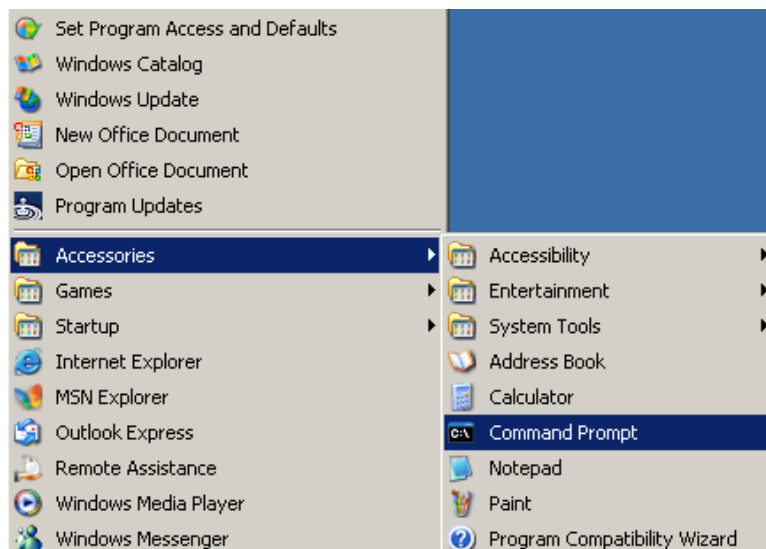 Set Program Access and Defaults
Windows Catalog
Windows Update
New Office Document
Open Office Document
Program Updates
Accessories
Games
Startup
Internet Explorer
MSN Explorer
Outlook Express
Remote Assistance
Windows Media Player
Windows Messenger
Accessibility
Entertainment
System Tools
Address Book
Calculator
C:\
Command Prompt
Notepad
Paint
Program Compatibility Wizard